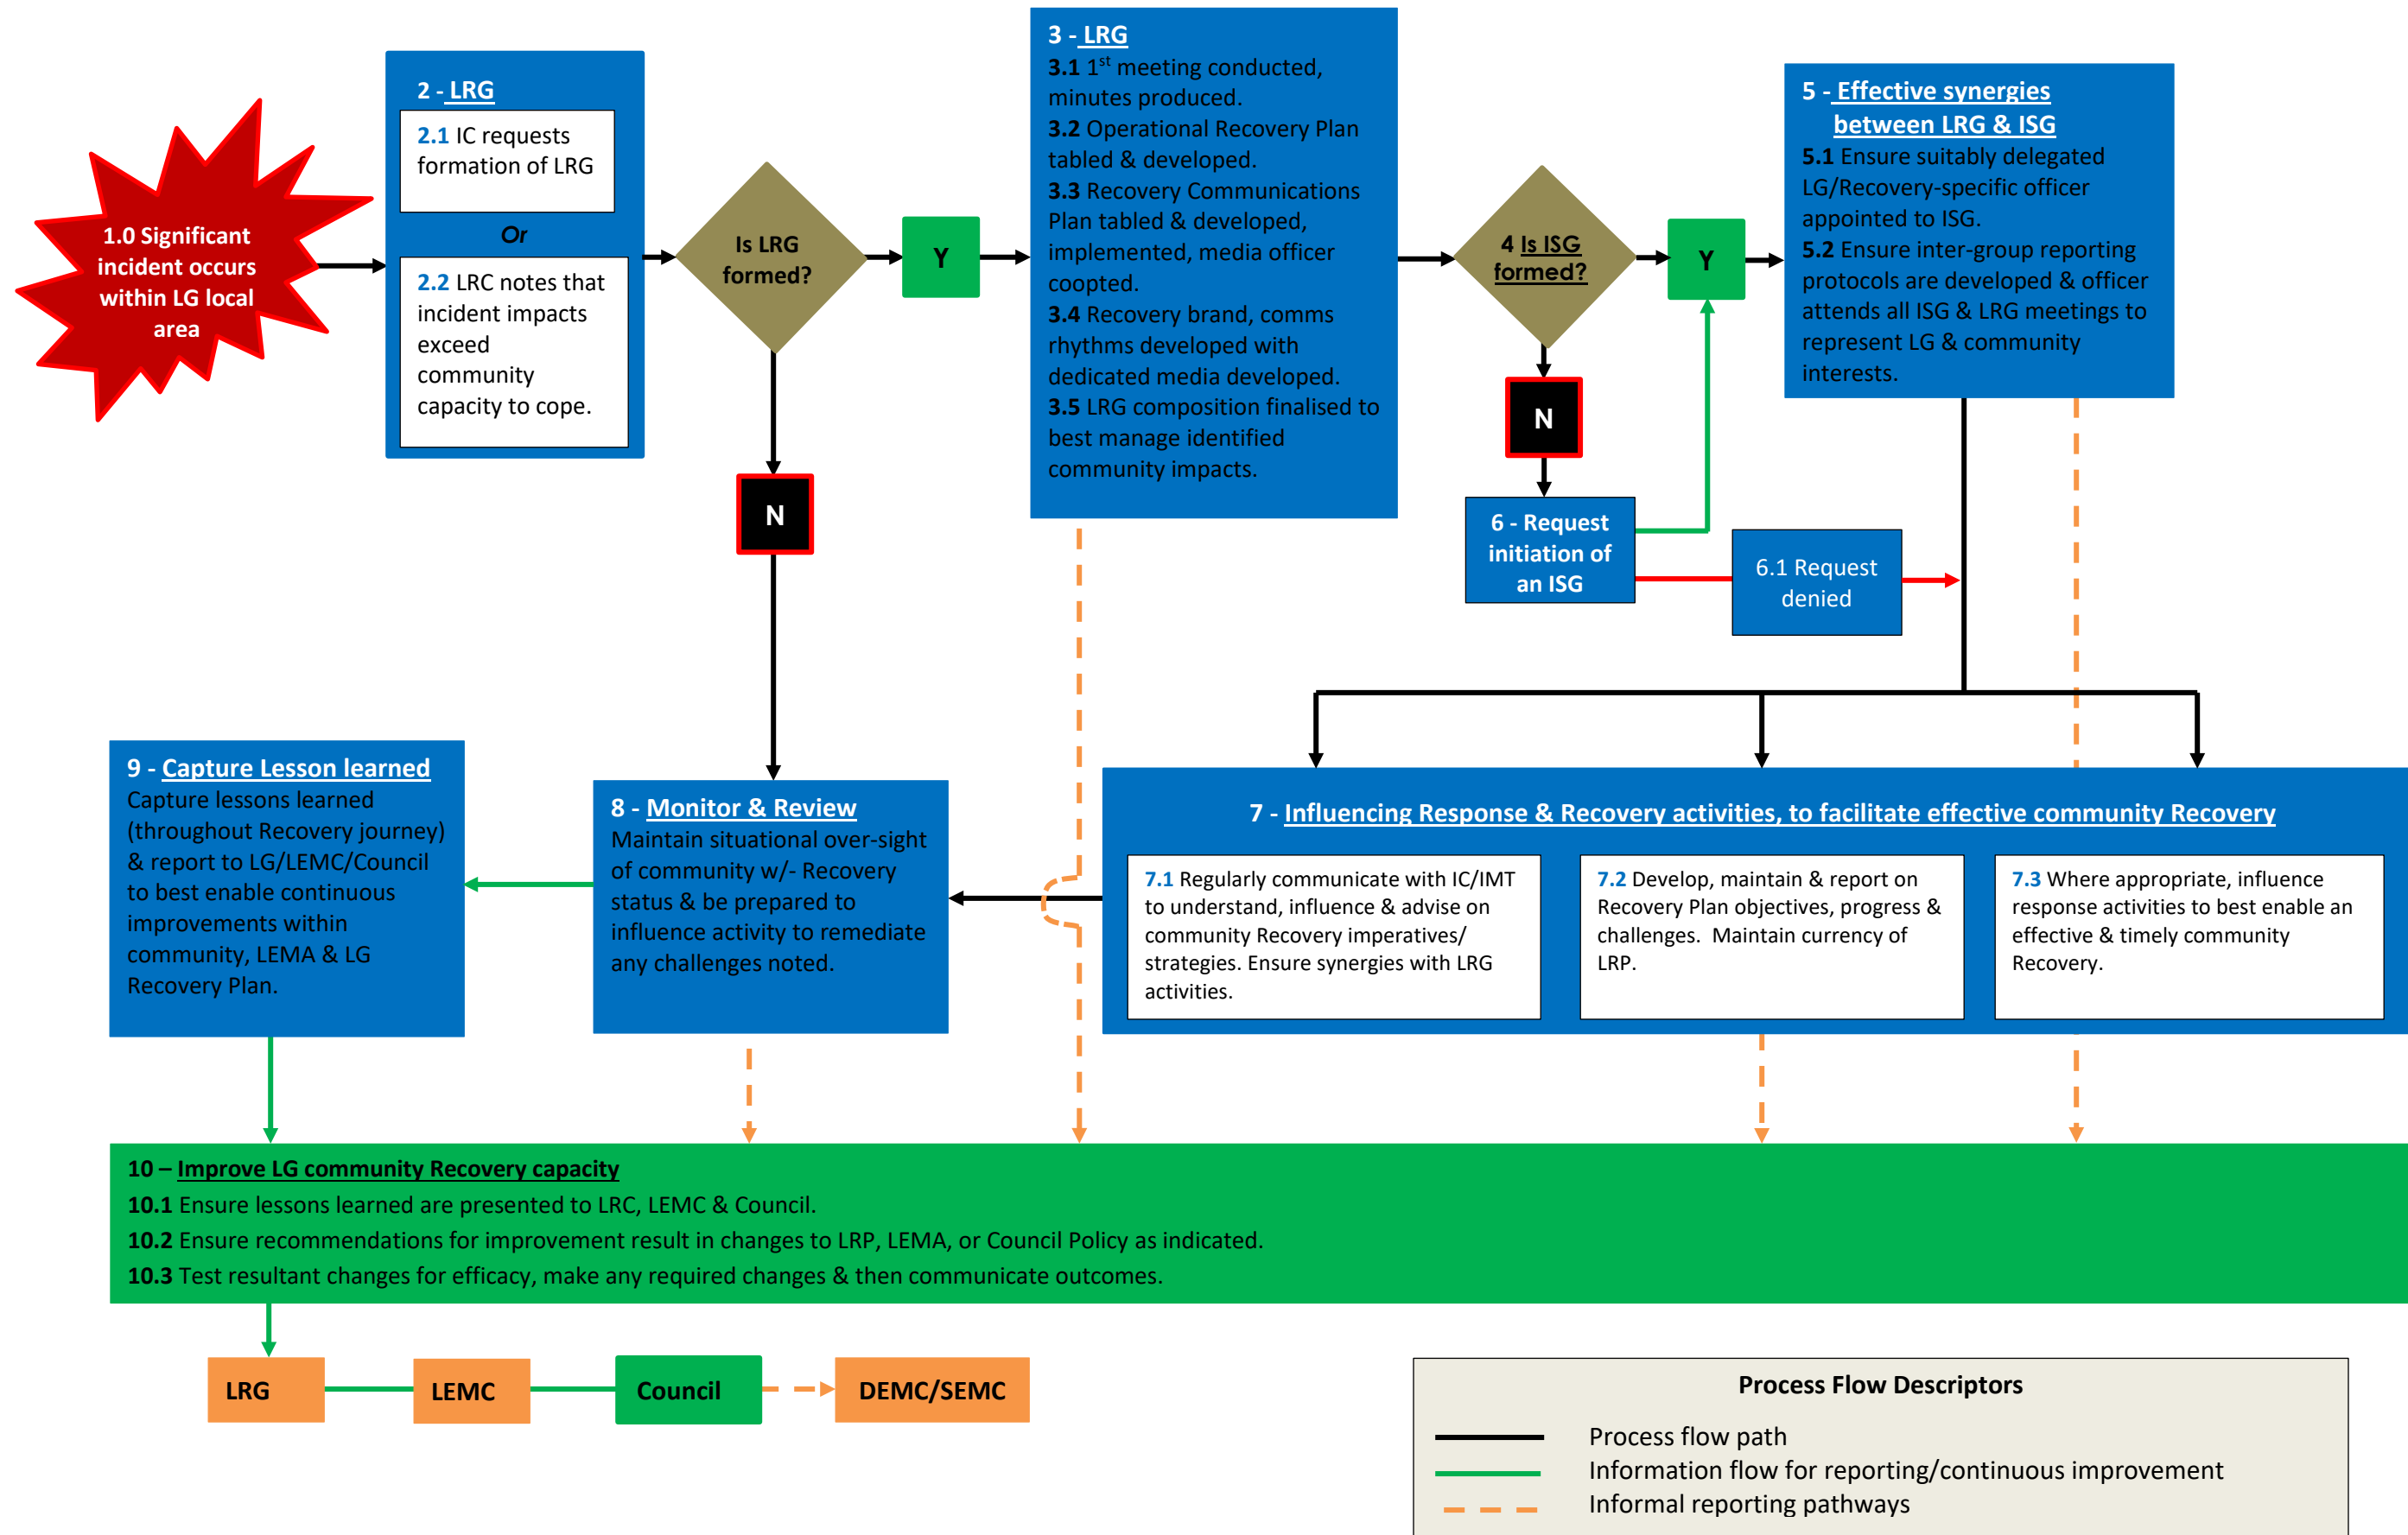 1.0 Significant
incident occurs
within LG local
area
2 - LRG
2.1 IC requests
formation of LRG
Or
2.2 LRC notes that
incident impacts
exceed
community
capacity to cope.
Is LRG
formed?
Y
N
3 - LRG
3.1 1st meeting conducted,
minutes produced.
3.2 Operational Recovery Plan
tabled & developed.
3.3 Recovery Communications
Plan tabled & developed,
implemented, media officer
coopted.
3.4 Recovery brand, comms
rhythms developed with
dedicated media developed.
3.5 LRG composition finalised to
best manage identified
community impacts.
4 Is ISG
formed?
Y
N
5 - Effective synergies
between LRG & ISG
5.1 Ensure suitably delegated
LG/Recovery-specific officer
appointed to ISG.
5.2 Ensure inter-group reporting
protocols are developed & officer
attends all ISG & LRG meetings to
represent LG & community
interests.
6 - Request
initiation of
an ISG
6.1 Request
denied
7 - Influencing Response & Recovery activities, to facilitate effective community Recovery
7.1 Regularly communicate with IC/IMT
to understand, influence & advise on
community Recovery imperatives/
strategies. Ensure synergies with LRG
activities.
7.2 Develop, maintain & report on
Recovery Plan objectives, progress &
challenges.  Maintain currency of
LRP.
7.3 Where appropriate, influence
response activities to best enable an
effective & timely community
Recovery.
8 - Monitor & Review
Maintain situational over-sight
of community w/- Recovery
status & be prepared to
influence activity to remediate
any challenges noted.
9 - Capture Lesson learned
Capture lessons learned
(throughout Recovery journey)
& report to LG/LEMC/Council
to best enable continuous
improvements within
community, LEMA & LG
Recovery Plan.
10 – Improve LG community Recovery capacity
10.1 Ensure lessons learned are presented to LRC, LEMC & Council.
10.2 Ensure recommendations for improvement result in changes to LRP, LEMA, or Council Policy as indicated.
10.3 Test resultant changes for efficacy, make any required changes & then communicate outcomes.
LRG
LEMC
Council
DEMC/SEMC
Process Flow Descriptors
Process flow path
Information flow for reporting/continuous improvement
Informal reporting pathways